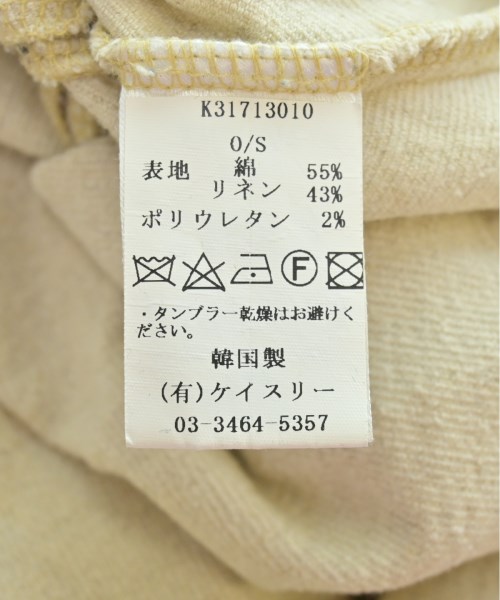 K31713010
O/S
表地 綿 55%
リネン 43%
ポリウレタン 2%
F
・タンブラー乾燥はお避けく
ださい。
韓国製
(有)ケイスリー
03-3464-5357